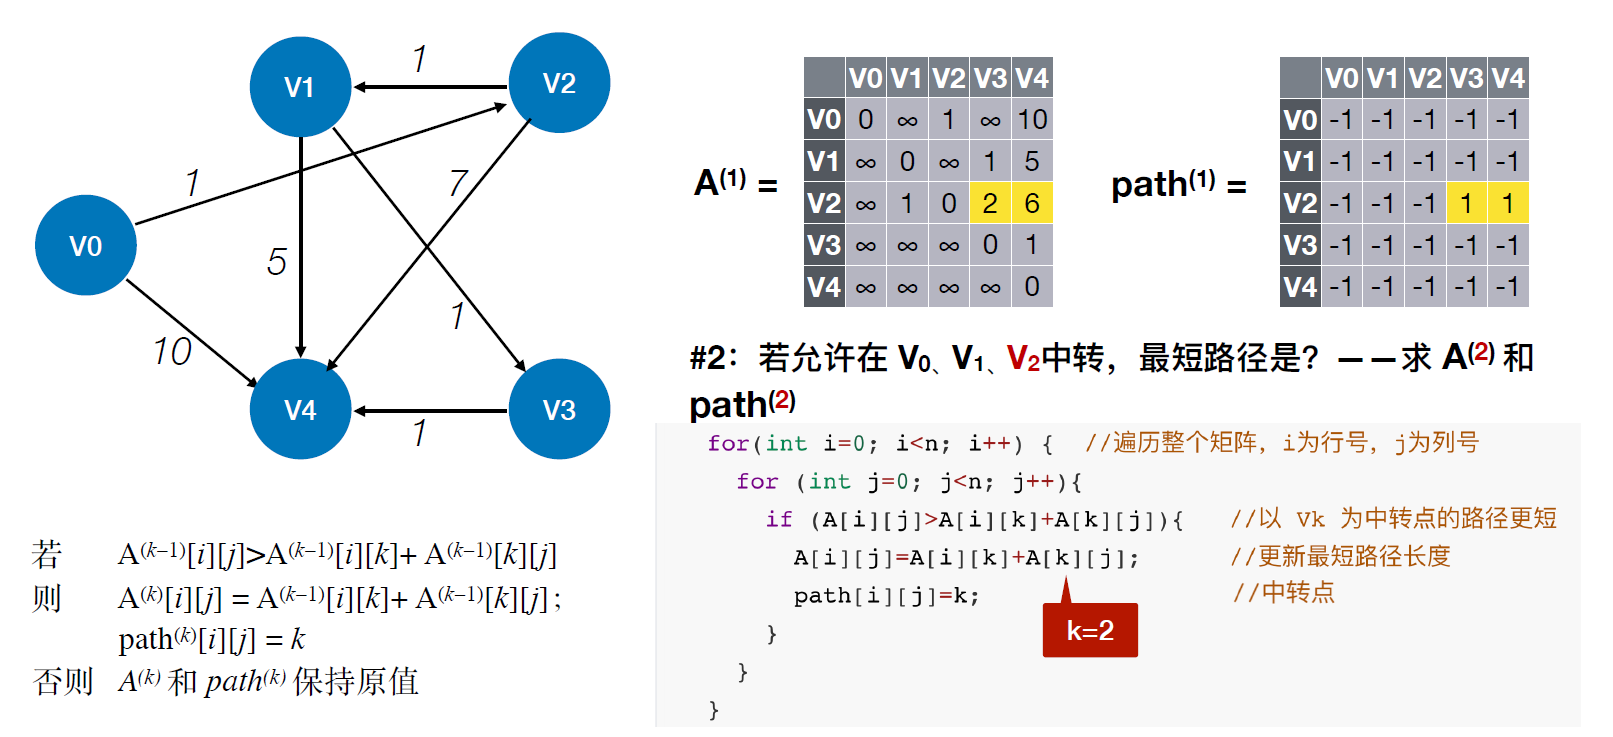 V1
1
V2
1
7
V0
5
1
10
V4
1
V3
A(1) =
V0 V1 V2 V3 V4
V0 0 ∞ 1 ∞ 10
V1 ∞ 0 ∞ 1 5
V2 ∞ 1 0 2 6
V3 ∞ ∞ ∞ 0 1
V4 ∞ ∞ ∞ ∞ 0
path(1) =
V0 V1 V2 V3 V4
V0 -1 -1 -1 -1 -1
V1 -1 -1 -1 -1 -1
V2 -1 -1 -1 1 1
V3 -1 -1 -1 -1 -1
V4 -1 -1 -1 -1 -1
#2：若允许在 V0、V1、V2中转，最短路径是？——求 A(2) 和
path(2)
for(int i=0; i<n; i++) { //遍历整个矩阵，i为行号，j为列号
for (int j=0; j<n; j++){
if (A[i][j]>A[i][k]+A[k][j]){ //以 Vk 为中转点的路径更短
A[i][j]=A[i][k]+A[k][j]; //更新最短路径长度
path[i][j]=k; //中转点
k=2
}
}
}
若 A(k−1)[i][j]>A(k−1)[i][k]+ A(k−1)[k][j]
则 A(k)[i][j] = A(k−1)[i][k]+ A(k−1)[k][j] ;
path(k)[i][j] = k
否则 A(k) 和 path(k) 保持原值